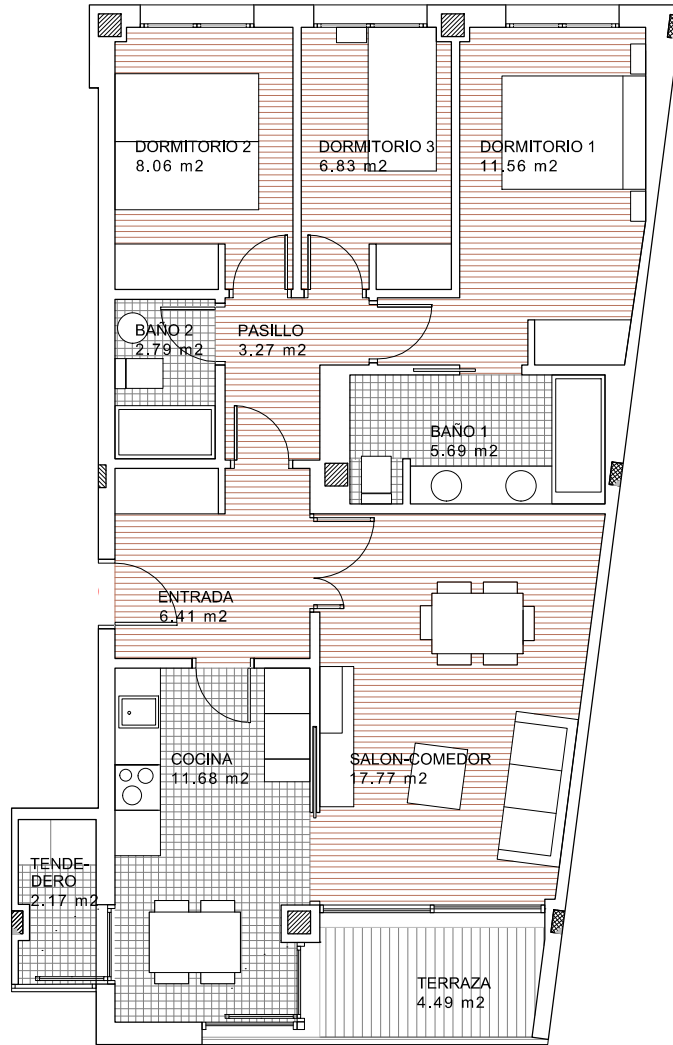 DORMITORIO 2
8.06 m2
DORMITORIO 3
6.83 m2
DORMITORIO 1
11.56 m2
BAÑO 2
2.79 m2
PASILLO
3.27 m2
BAÑO 1
5.69 m2
ENTRADA
6.41 m2
COCINA
11.68 m2
SALON-COMEDOR
17.77 m2
TENDE-
DERO
2.17 m2
TERRAZA
4.49 m2